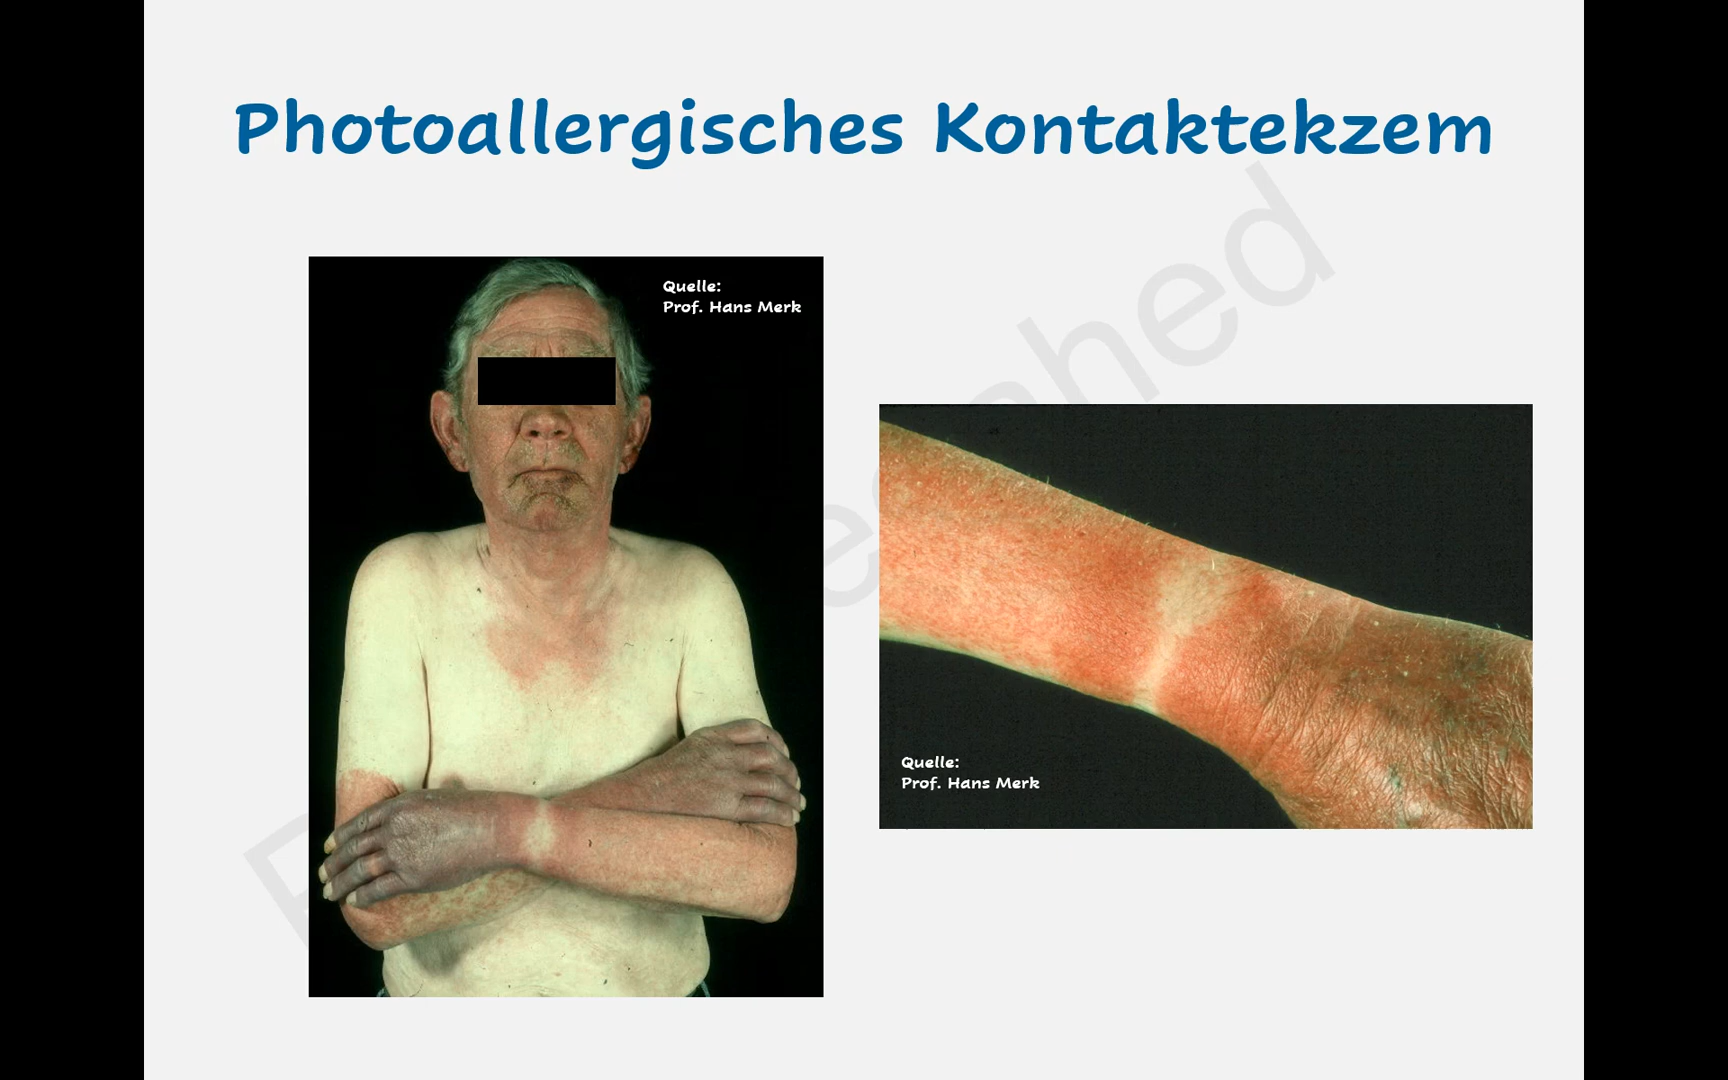 Photoallergisches Kontaktekzem
Quelle:
Prof. Hans Merk
Quelle:
Prof. Hans Merk